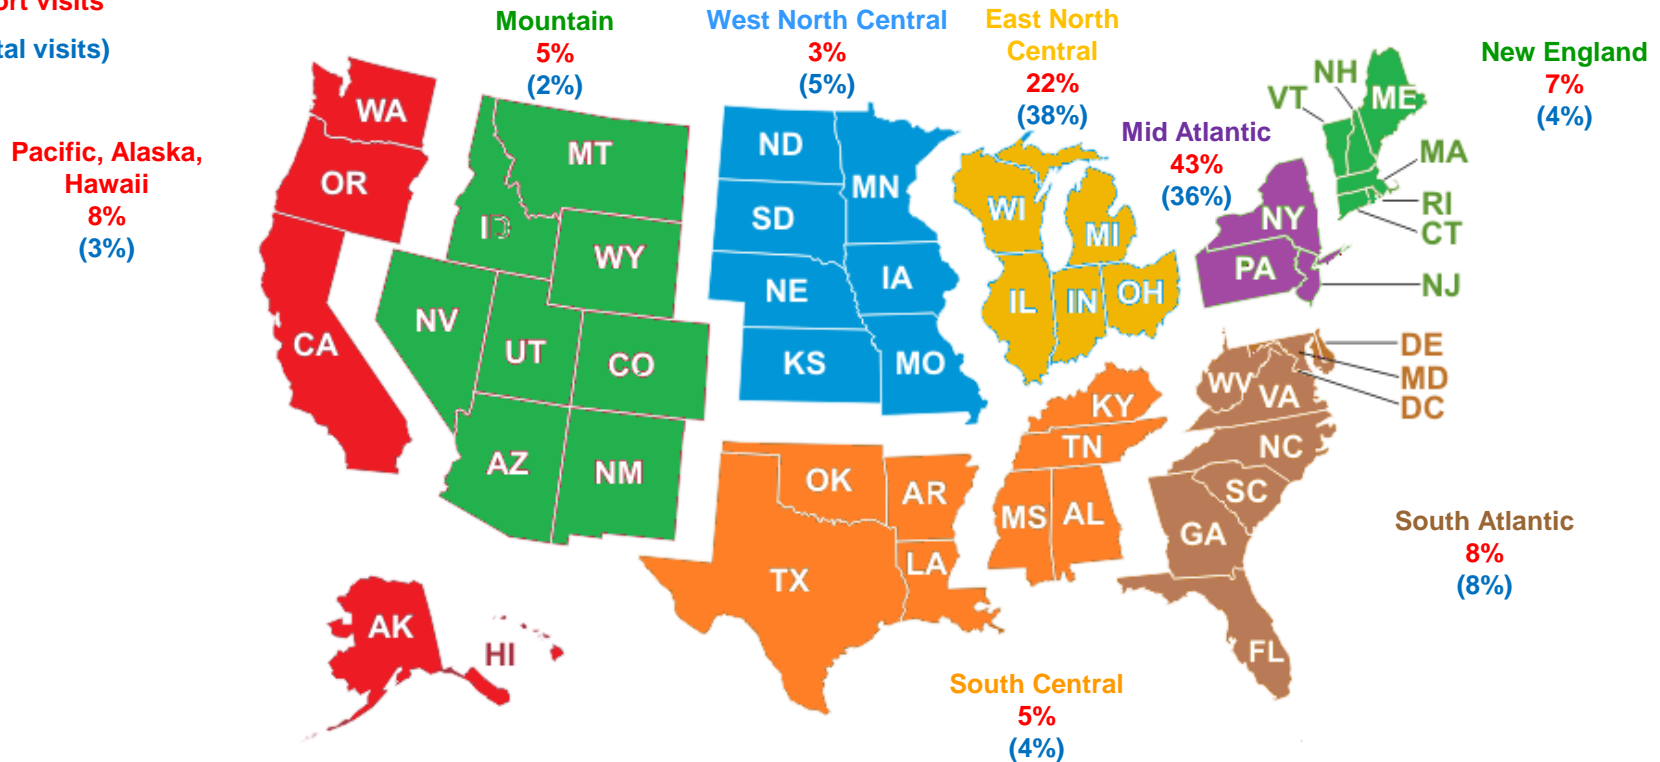 visits
visits)
Pacific, Alaska,
Hawaii
8%
(3%)
Mountain
5%
(2%)
West North Central
3%
(5%)
East North
Central
22%
(38%)
Mid Atlantic
43%
(36%)
New England
7%
(4%)
South Atlantic
8%
(8%)
South Central
5%
(4%)
WA
OR
CA
AK
HI
MT
ID
WY
NV
UT
CO
AZ
NM
ND
SD
NE
KS
MN
IA
MO
WI
MI
IL
IN
OH
NY
PA
NJ
VT
NH
ME
MA
RI
CT
DE
MD
DC
WV
VA
NC
SC
GA
FL
KY
TN
MS
AL
OK
AR
TX
LA